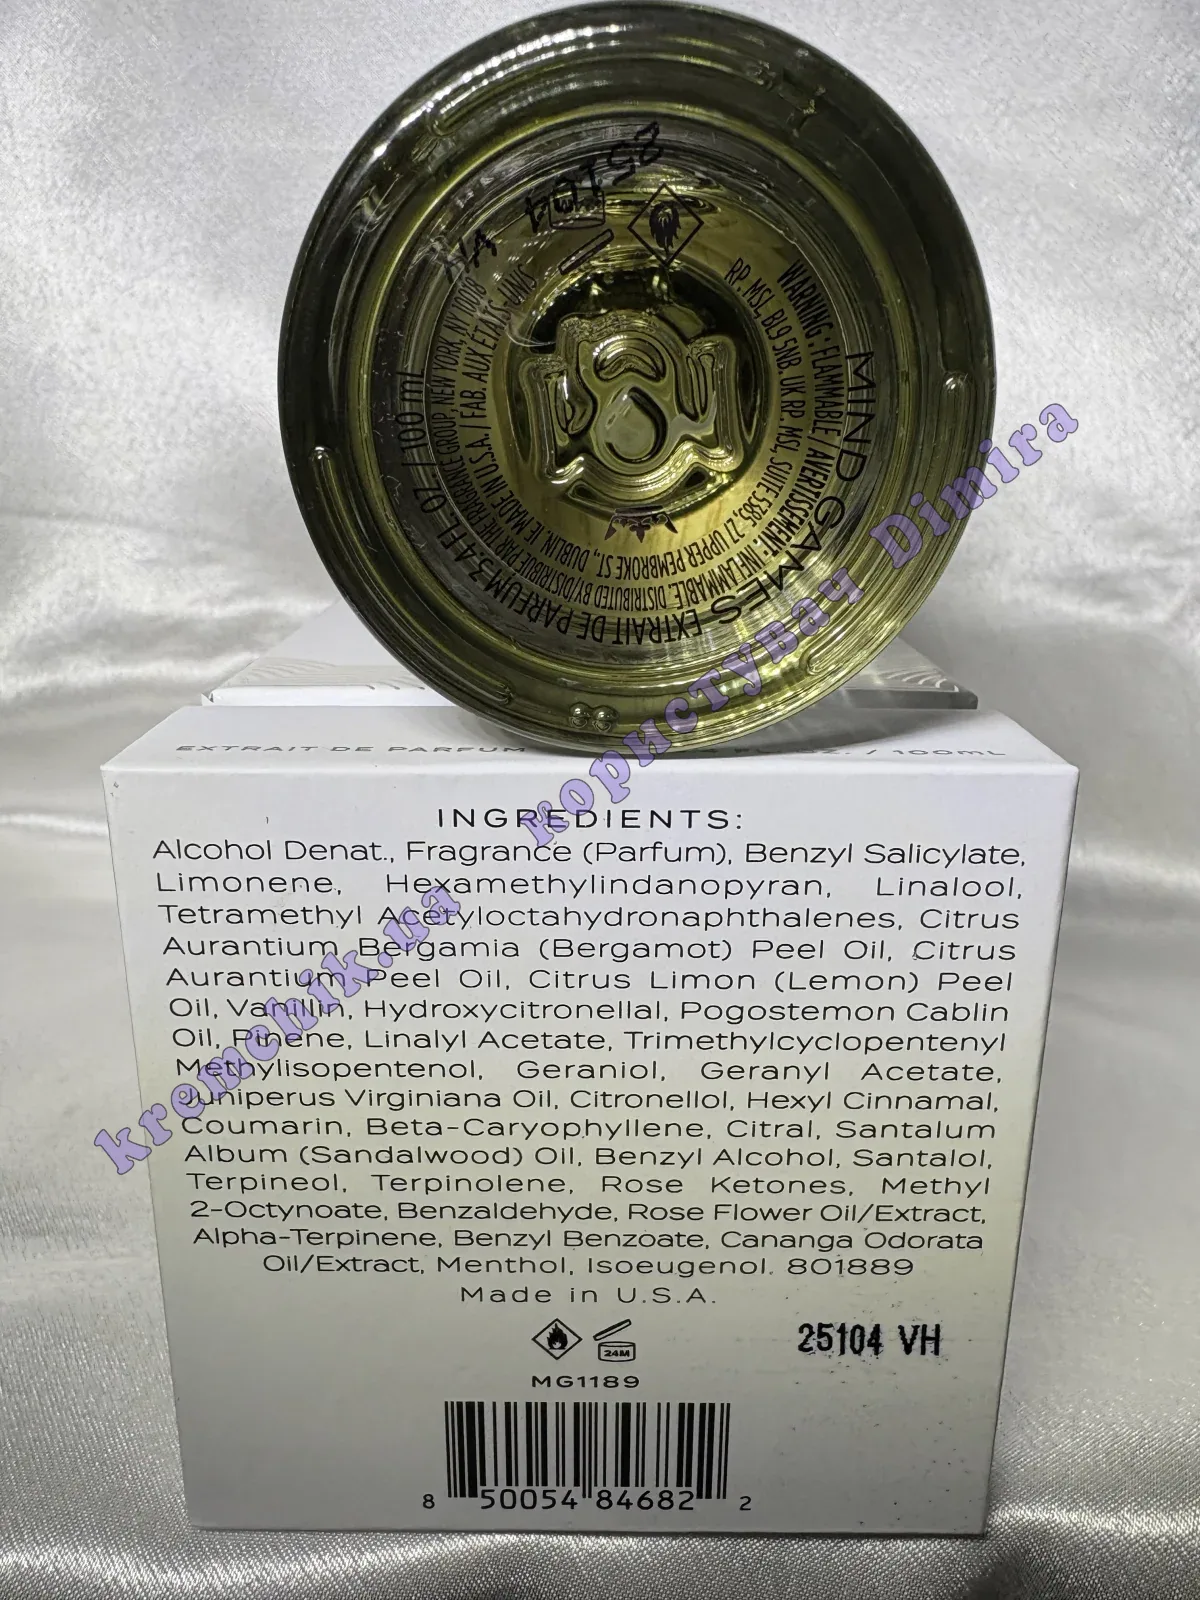 25104
VH
MIND GAMES EXTRAIT DE PARFUM 3.4 FL. OZ. / 100 mL
WARNING: FLAMMABLE / AVERTISSEMENT: INFLAMMABLE. DISTRIBUTED BY/DISTRIBUÉ PAR THE FRAGRANCE GROUP, NEW YORK, NY 10018
RP. MSL, BL9 5NB. UK RP. MSL, SUITE 5785, 27 UPPER PEMBROKE ST., DUBLIN. IE MADE IN U.S.A. / FAB. AUX ÉTATS-UNIS
EXTRAIT DE PARFUM FL. OZ. / 100mL
INGREDIENTS:
Alcohol Denat., Fragrance (Parfum), Benzyl Salicylate,
Limonene, Hexamethylindanopyran, Linalool,
Tetramethyl Acetyloctahydronaphthalenes, Citrus
Aurantium Bergamia (Bergamot) Peel Oil, Citrus
Aurantium Peel Oil, Citrus Limon (Lemon) Peel
Oil, Vanillin, Hydroxycitronellal, Pogostemon Cablin
Oil, Pinene, Linalyl Acetate, Trimethylcyclopentenyl
Methylisopentenol, Geraniol, Geranyl Acetate,
Juniperus Virginiana Oil, Citronellol, Hexyl Cinnamal,
Coumarin, Beta-Caryophyllene, Citral, Santalum
Album (Sandalwood) Oil, Benzyl Alcohol, Santalol,
Terpineol, Terpinolene, Rose Ketones, Methyl
2-Octynoate, Benzaldehyde, Rose Flower Oil/Extract,
Alpha-Terpinene, Benzyl Benzoate, Cananga Odorata
Oil/Extract, Menthol, Isoeugenol. 801889
Made in U.S.A.
24M
25104 VH
MG1189
8 50054 84682 2
kremchik.ua користувач Dimira